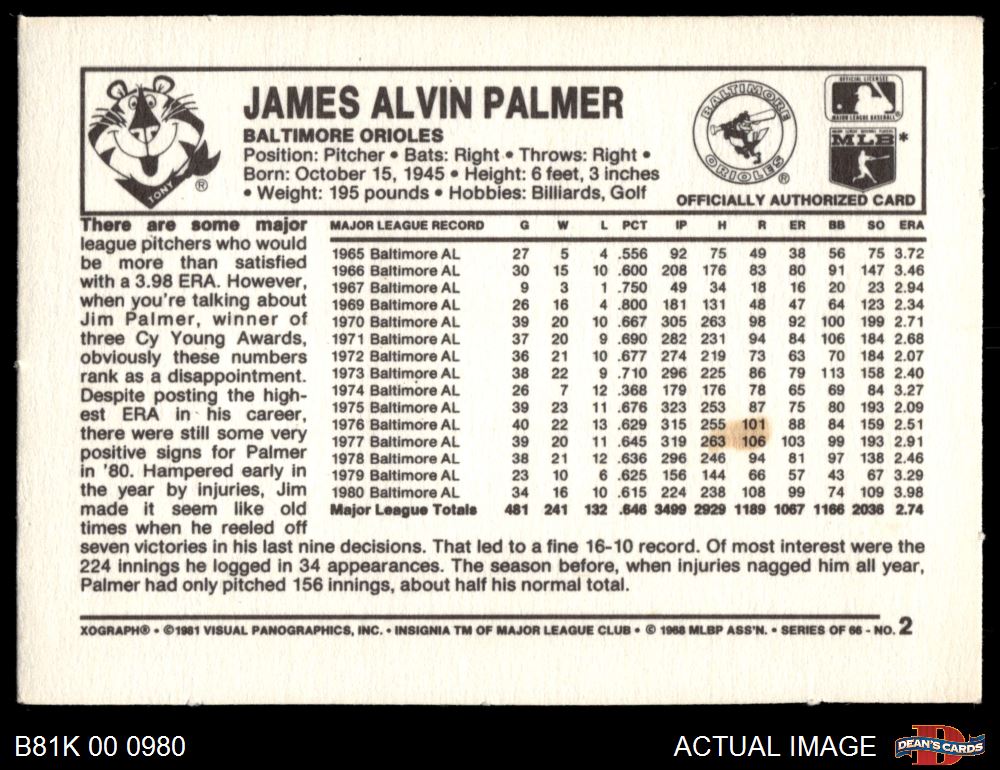 JAMES ALVIN PALMER
BALTIMORE ORIOLES
Position: Pitcher • Bats: Right • Throws: Right •
Born: October 15, 1945 • Height: 6 feet, 3 inches
• Weight: 195 pounds • Hobbies: Billiards, Golf
TONY ®
BALTIMORE ORIOLES ®
OFFICIAL LICENSEE
MAJOR LEAGUE BASEBALL ®
MAJOR LEAGUE BASEBALL PLAYERS
MLB *
OFFICIALLY AUTHORIZED CARD
There are some major
league pitchers who would
be more than satisfied
with a 3.98 ERA. However,
when you're talking about
Jim Palmer, winner of
three Cy Young Awards,
obviously these numbers
rank as a disappointment.
Despite posting the high-
est ERA in his career,
there were still some very
positive signs for Palmer
in '80. Hampered early in
the year by injuries, Jim
made it seem like old
times when he reeled off
seven victories in his last nine decisions. That led to a fine 16-10 record. Of most interest were the
224 innings he logged in 34 appearances. The season before, when injuries nagged him all year,
Palmer had only pitched 156 innings, about half his normal total.
MAJOR LEAGUE RECORD G W L PCT IP H R ER BB SO ERA
1965 Baltimore AL 27 5 4 .556 92 75 49 38 56 75 3.72
1966 Baltimore AL 30 15 10 .600 208 176 83 80 91 147 3.46
1967 Baltimore AL 9 3 1 .750 49 34 18 16 20 23 2.94
1969 Baltimore AL 26 16 4 .800 181 131 48 47 64 123 2.34
1970 Baltimore AL 39 20 10 .667 305 263 98 92 100 199 2.71
1971 Baltimore AL 37 20 9 .690 282 231 94 84 106 184 2.68
1972 Baltimore AL 36 21 10 .677 274 219 73 63 70 184 2.07
1973 Baltimore AL 38 22 9 .710 296 225 86 79 113 158 2.40
1974 Baltimore AL 26 7 12 .368 179 176 78 65 69 84 3.27
1975 Baltimore AL 39 23 11 .676 323 253 87 75 80 193 2.09
1976 Baltimore AL 40 22 13 .629 315 255 101 88 84 159 2.51
1977 Baltimore AL 39 20 11 .645 319 263 106 103 99 193 2.91
1978 Baltimore AL 38 21 12 .636 296 246 94 81 97 138 2.46
1979 Baltimore AL 23 10 6 .625 156 144 66 57 43 67 3.29
1980 Baltimore AL 34 16 10 .615 224 238 108 99 74 109 3.98
Major League Totals 481 241 132 .646 3499 2929 1189 1067 1166 2036 2.74
XOGRAPH® • ©1981 VISUAL PANOGRAPHICS, INC. • INSIGNIA TM OF MAJOR LEAGUE CLUB • © 1968 MLBP ASS'N. • SERIES OF 66 - NO. 2
B81K 00 0980
ACTUAL IMAGE
D
DEAN'S CARDS